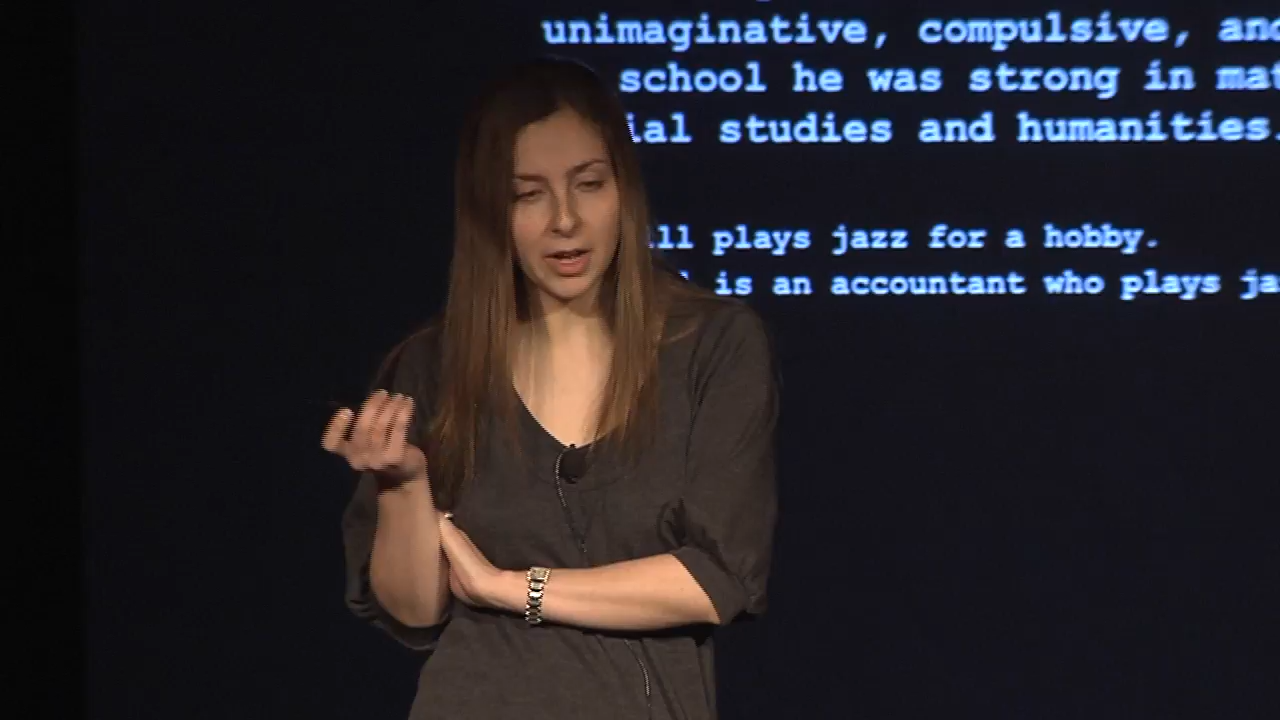 unimaginative, compulsive,
school he was strong in
studies and humanities.
plays jazz for a hobby.
is an accountant who plays